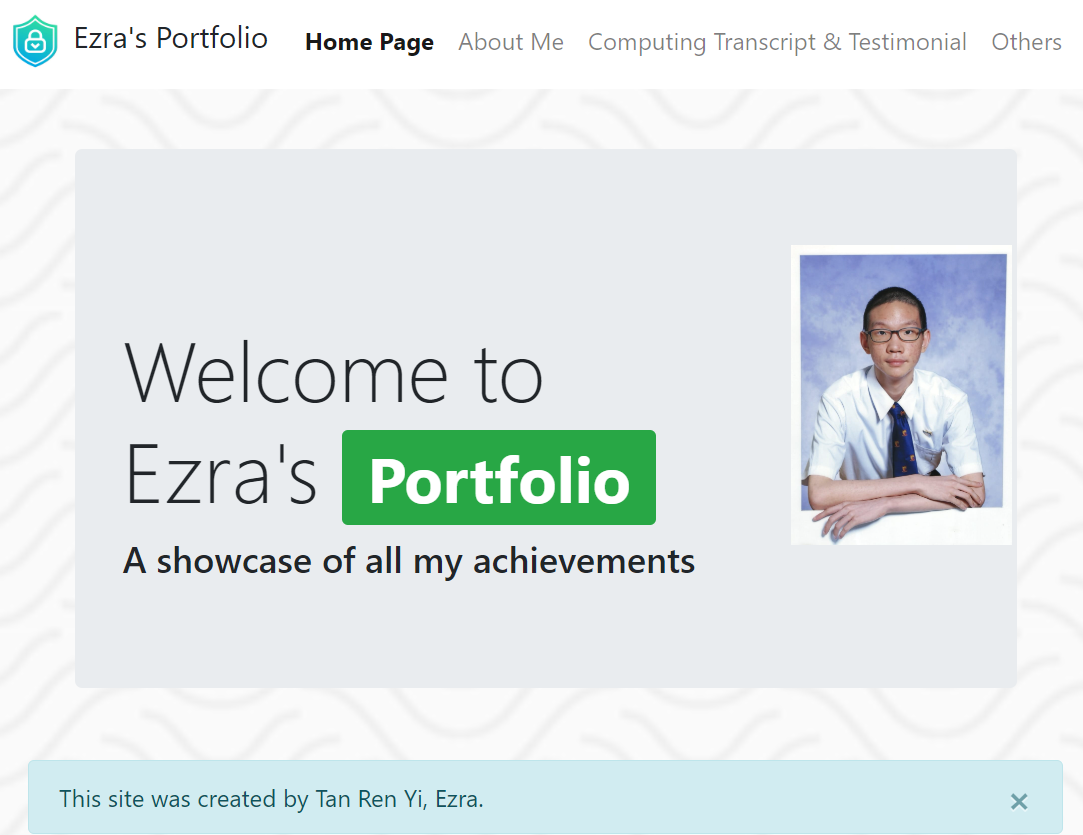 Ezra's Portfolio Home Page About Me Computing Transcript & Testimonial Others
Welcome to
Ezra's Portfolio
A showcase of all my achievements
This site was created by Tan Ren Yi, Ezra. ×